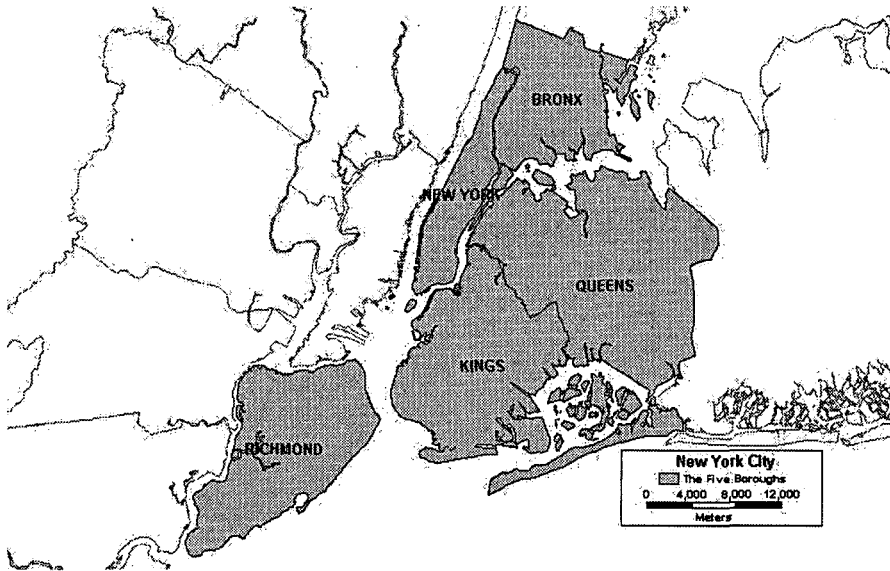 BRONX
NEW YORK
QUEENS
KINGS
RICHMOND
New York City
The Five Boroughs
0 4,000 8,000 12,000
Meters